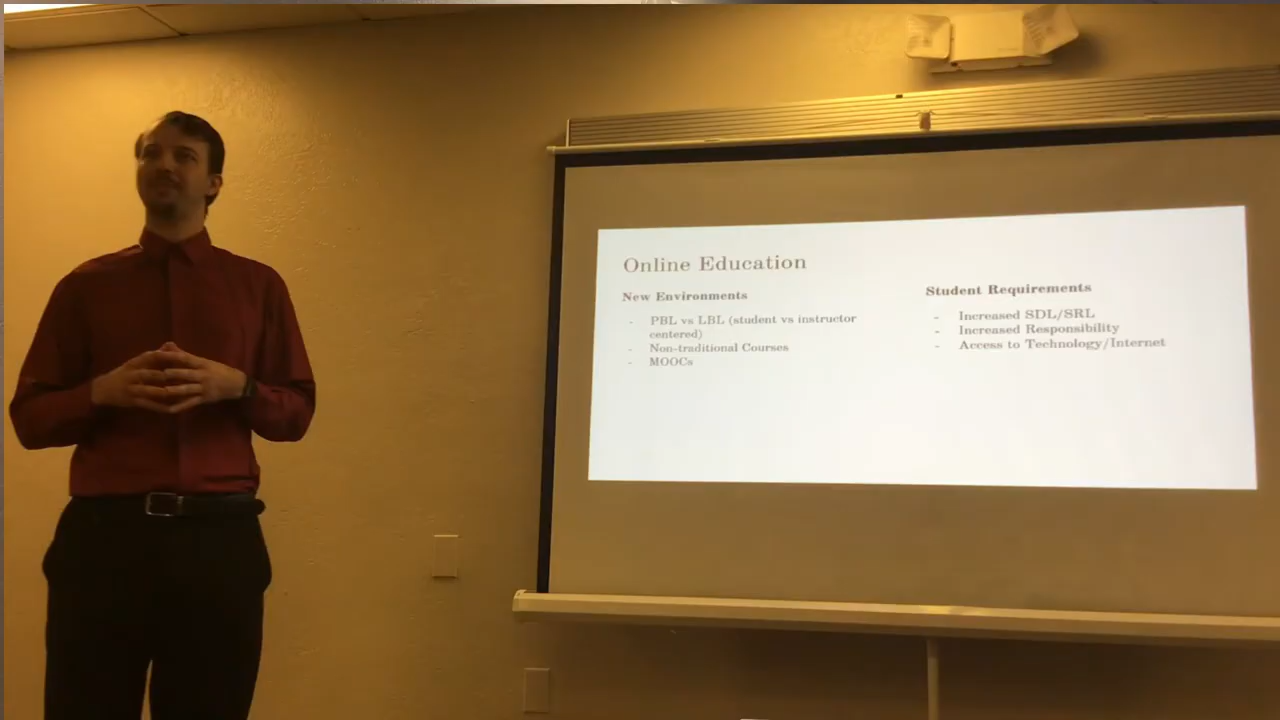 Online Education
New Environments
- PBL vs LBL (student vs instructor
centered)
- Non-traditional Courses
- MOOCs
Student Requirements
- Increased SDL/SRL
- Increased Responsibility
- Access to Technology/Internet